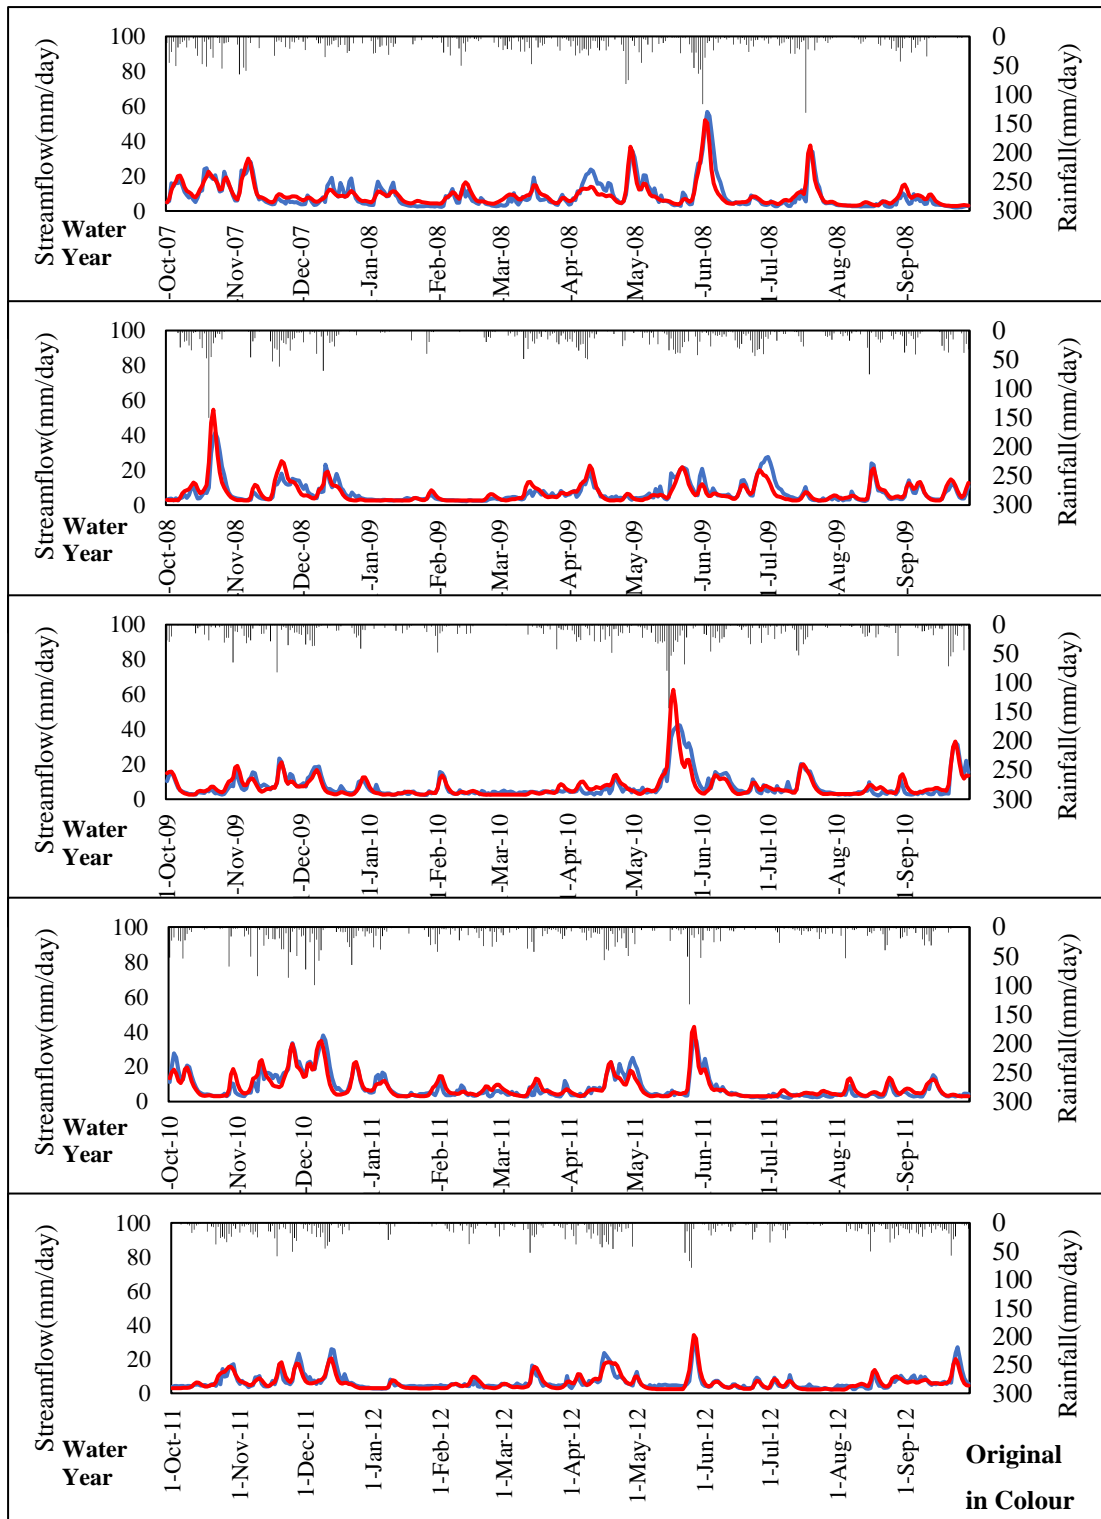 Streamflow(mm/day)
100
80
60
40
20
0
0
50
100
150
200
250
300
Rainfall(mm/day)
Water
Year
-Oct-07
-Nov-07
-Dec-07
-Jan-08
-Feb-08
-Mar-08
-Apr-08
-May-08
-Jun-08
1-Jul-08
-Aug-08
-Sep-08
Streamflow(mm/day)
100
80
60
40
20
0
0
50
100
150
200
250
300
Rainfall(mm/day)
Water
Year
-Oct-08
-Nov-08
-Dec-08
-Jan-09
-Feb-09
-Mar-09
-Apr-09
-May-09
-Jun-09
1-Jul-09
-Aug-09
-Sep-09
Streamflow(mm/day)
100
80
60
40
20
0
0
50
100
150
200
250
300
Rainfall(mm/day)
Water
Year
1-Oct-09
-Nov-09
-Dec-09
1-Jan-10
1-Feb-10
-Mar-10
1-Apr-10
-May-10
1-Jun-10
1-Jul-10
-Aug-10
1-Sep-10
Streamflow(mm/day)
100
80
60
40
20
0
0
50
100
150
200
250
300
Rainfall(mm/day)
Water
Year
-Oct-10
-Nov-10
-Dec-10
-Jan-11
-Feb-11
-Mar-11
-Apr-11
-May-11
-Jun-11
1-Jul-11
-Aug-11
-Sep-11
Streamflow(mm/day)
100
80
60
40
20
0
0
50
100
150
200
250
300
Rainfall(mm/day)
Water
Year
1-Oct-11
1-Nov-11
1-Dec-11
1-Jan-12
1-Feb-12
1-Mar-12
1-Apr-12
1-May-12
1-Jun-12
1-Jul-12
1-Aug-12
1-Sep-12
Original
in Colour